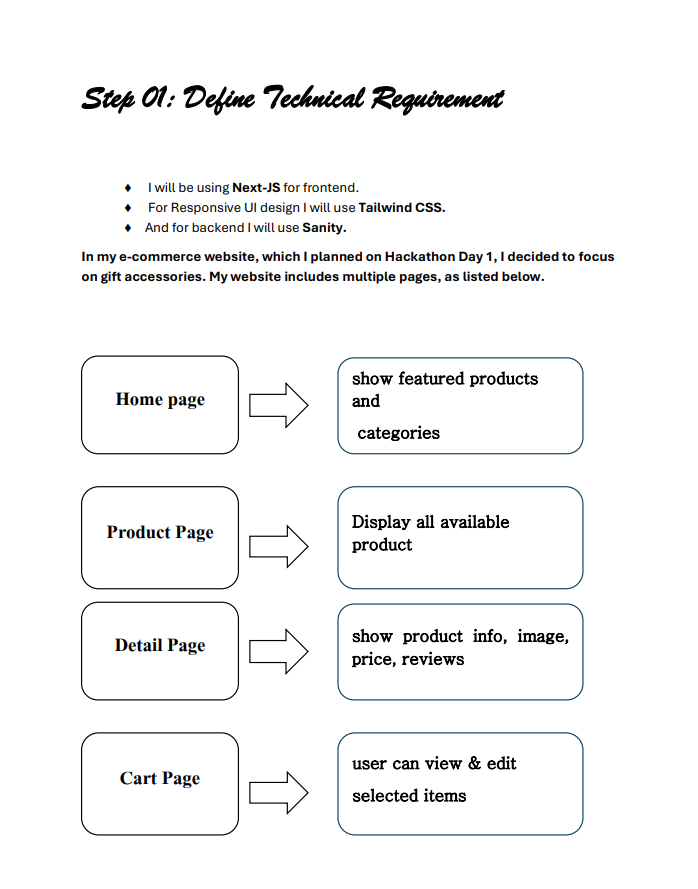 Step 01: Define Technical Requirement
♦ I will be using Next-JS for frontend.
♦ For Responsive UI design I will use Tailwind CSS.
♦ And for backend I will use Sanity.
In my e-commerce website, which I planned on Hackathon Day 1, I decided to focus
on gift accessories. My website includes multiple pages, as listed below.
Home page
show featured products
and
categories
Product Page
Display all available
product
Detail Page
show product info, image,
price, reviews
Cart Page
user can view & edit
selected items